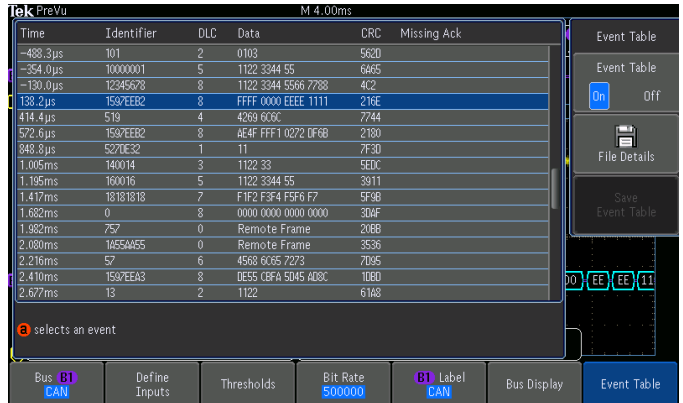 Tek PreVu M 4.00ms
Time Identifier DLC Data CRC Missing Ack
-488.3µs 101 2 0103 562D
-354.0µs 10000001 5 1122 3344 55 6A65
-130.0µs 12345678 8 1122 3344 5566 7788 4C2
138.2µs 1597EEB2 8 FFFF 0000 EEEE 1111 216E
414.4µs 519 4 4269 6C6C 7744
572.6µs 1597EEB2 8 AE4F FFF1 0272 DF6B 2180
848.8µs 527DE32 1 11 7F3D
1.005ms 140014 3 1122 33 5EDC
1.195ms 160016 5 1122 3344 55 3911
1.417ms 18181818 7 F1F2 F3F4 F5F6 F7 5F9B
1.682ms 0 8 0000 0000 0000 0000 3DAF
1.982ms 757 0 Remote Frame 20BB
2.080ms 1A55AA55 0 Remote Frame 3536
2.216ms 57 6 4568 6C65 7273 7D95
2.410ms 1597EEA3 8 DE55 CBFA 5D45 AD8C 1DBD
2.677ms 13 2 1122 61A8
a selects an event
Event Table
Event Table
On Off
File Details
Save
Event Table
00 EE EE 11
Bus B1
CAN
Define
Inputs
Thresholds
Bit Rate
500000
B1 Label
CAN
Bus Display
Event Table